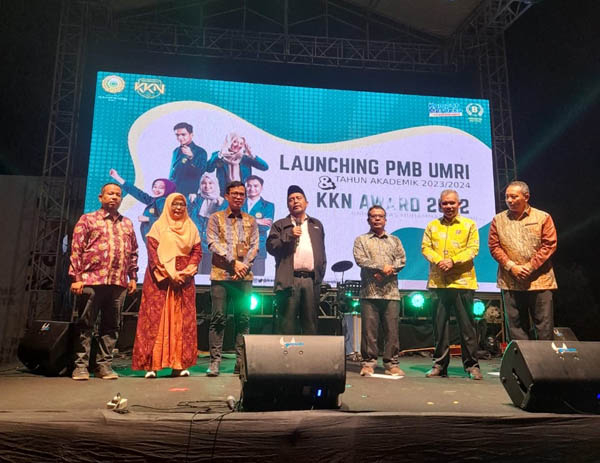 KKN
LAUNCHING PMB UMRI
& TAHUN AKADEMIK 2023/2024
KKN AWARD 2022